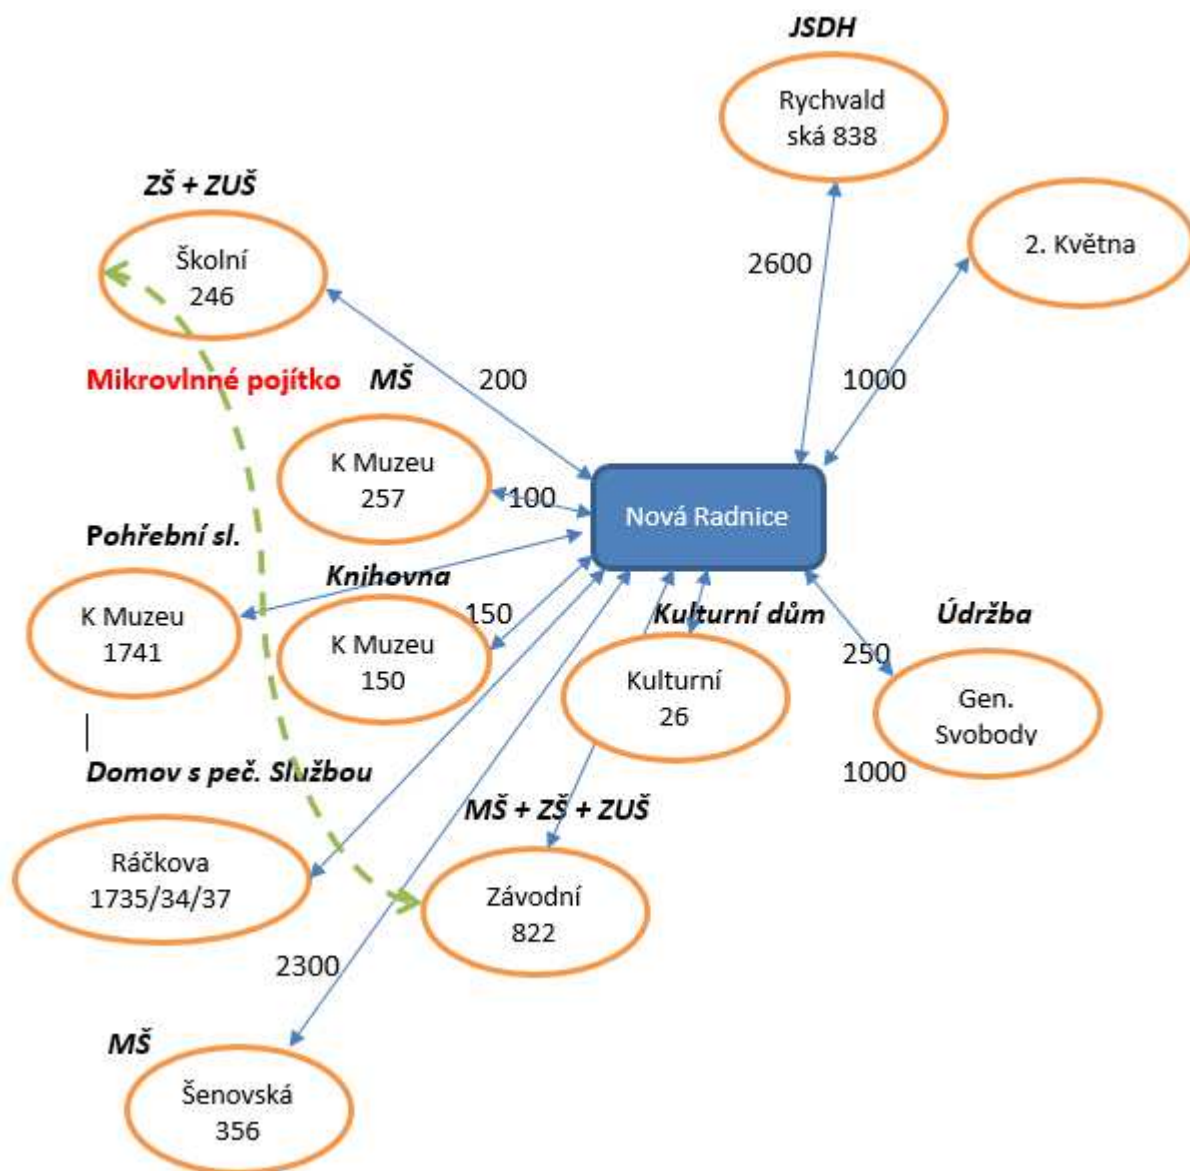 JSDH
Rychvald
ská 838
ZŠ + ZUŠ
Školní
246
2. Května
2600
Mikrovlnné pojítko
MŠ
200
1000
K Muzeu
257
100
Nová Radnice
Pohřební sl.
Knihovna
K Muzeu
1741
150
K Muzeu
150
Kulturní dům
Kulturní
26
Údržba
250
Gen.
Svobody
1000
Domov s peč. Službou
MŠ + ZŠ + ZUŠ
Ráčkova
1735/34/37
Závodní
822
2300
MŠ
Šenovská
356